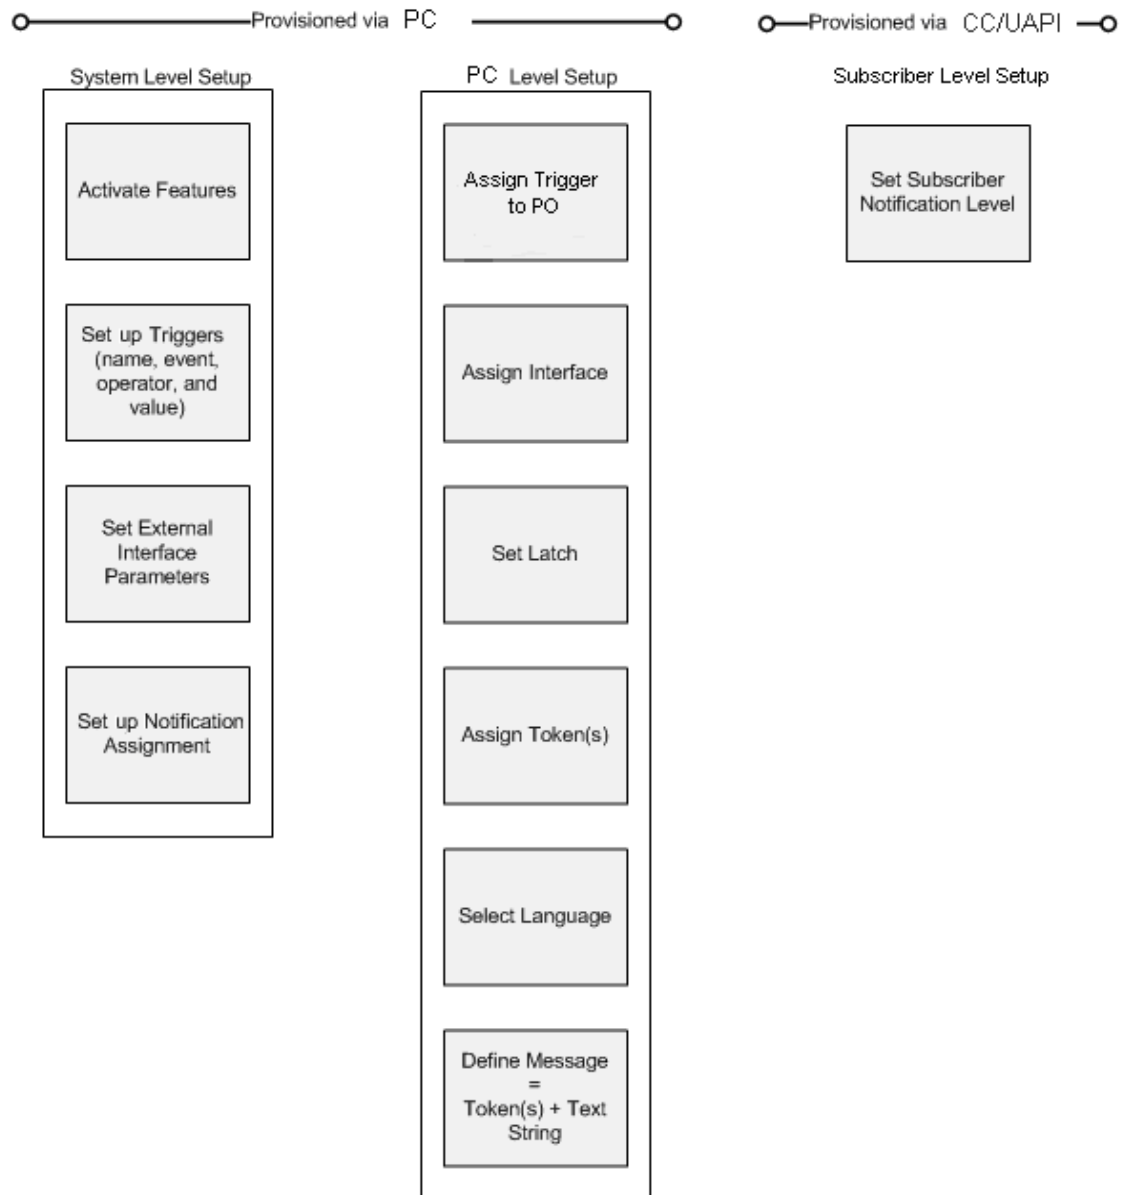 Provisioned via PC
Provisioned via CC/UAPI
System Level Setup
Activate Features
Set up Triggers
(name, event,
operator, and
value)
Set External
Interface
Parameters
Set up Notification
Assignment
PC Level Setup
Assign Trigger
to PO
Assign Interface
Set Latch
Assign Token(s)
Select Language
Define Message
=
Token(s) + Text
String
Subscriber Level Setup
Set Subscriber
Notification Level